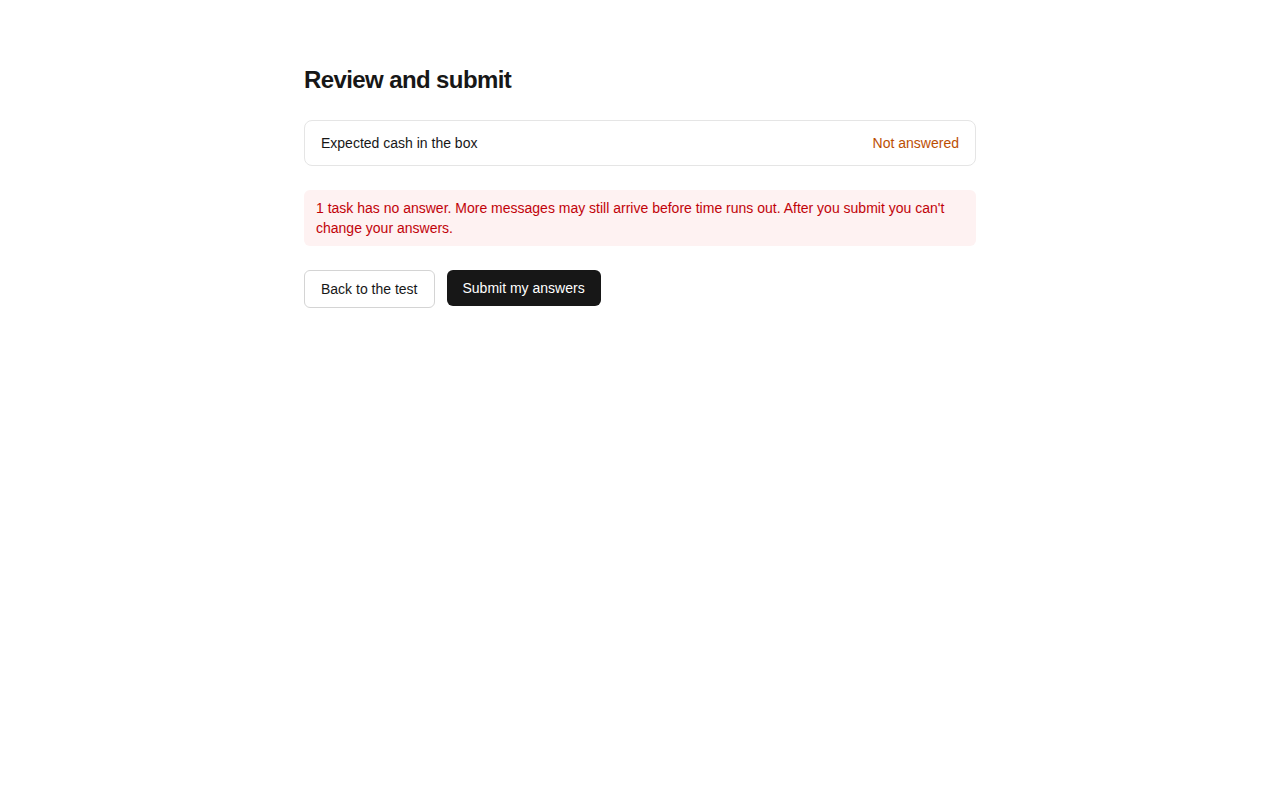 Review and submit
Expected cash in the box
Not answered
1 task has no answer. More messages may still arrive before time runs out. After you submit you can't
change your answers.
Back to the test
Submit my answers